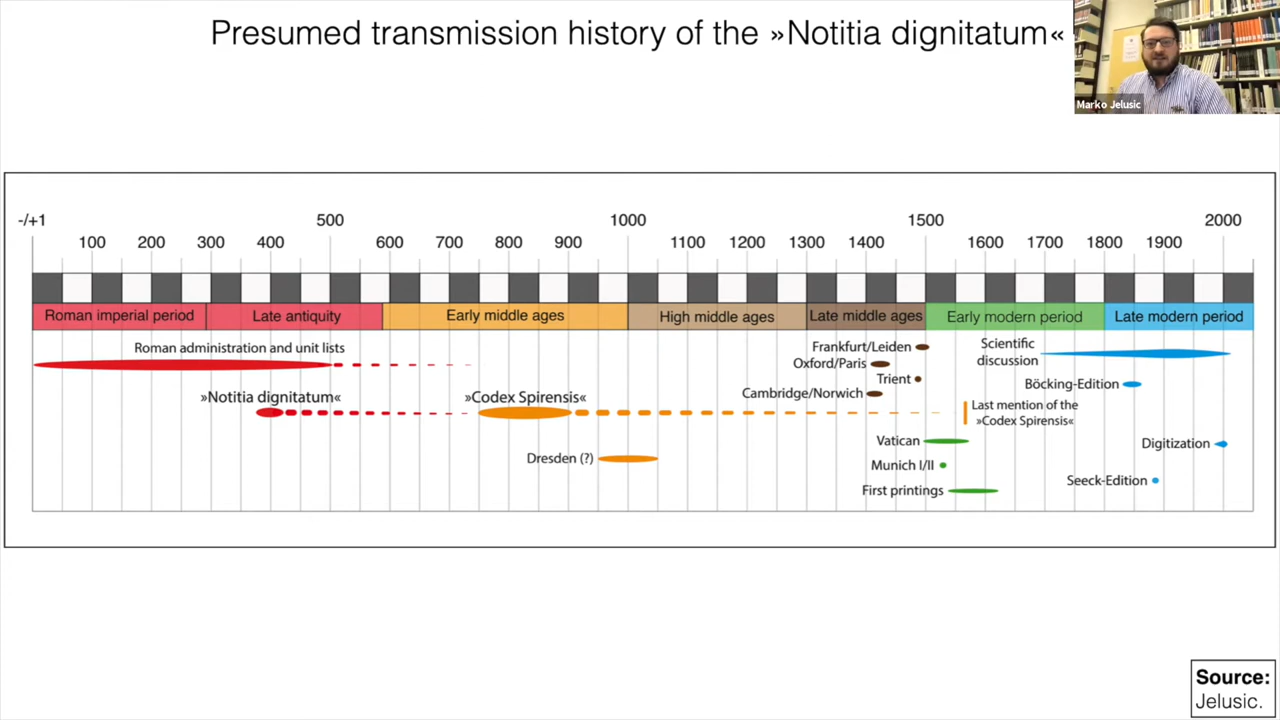 Presumed transmission history of the »Notitia dignitatum«
Marko Jelusic
-/+1 500 1000 1500 2000
100 200 300 400 600 700 800 900 1100 1200 1300 1400 1600 1700 1800 1900
Roman imperial period Late antiquity Early middle ages High middle ages Late middle ages Early modern period Late modern period
Roman administration and unit lists
»Notitia dignitatum«
»Codex Spirensis«
Dresden (?)
Frankfurt/Leiden
Oxford/Paris
Trient
Cambridge/Norwich
Vatican
Munich I/II
First printings
Scientific
discussion
Böcking-Edition
Last mention of the
»Codex Spirensis«
Digitization
Seeck-Edition
Source:
Jelusic.